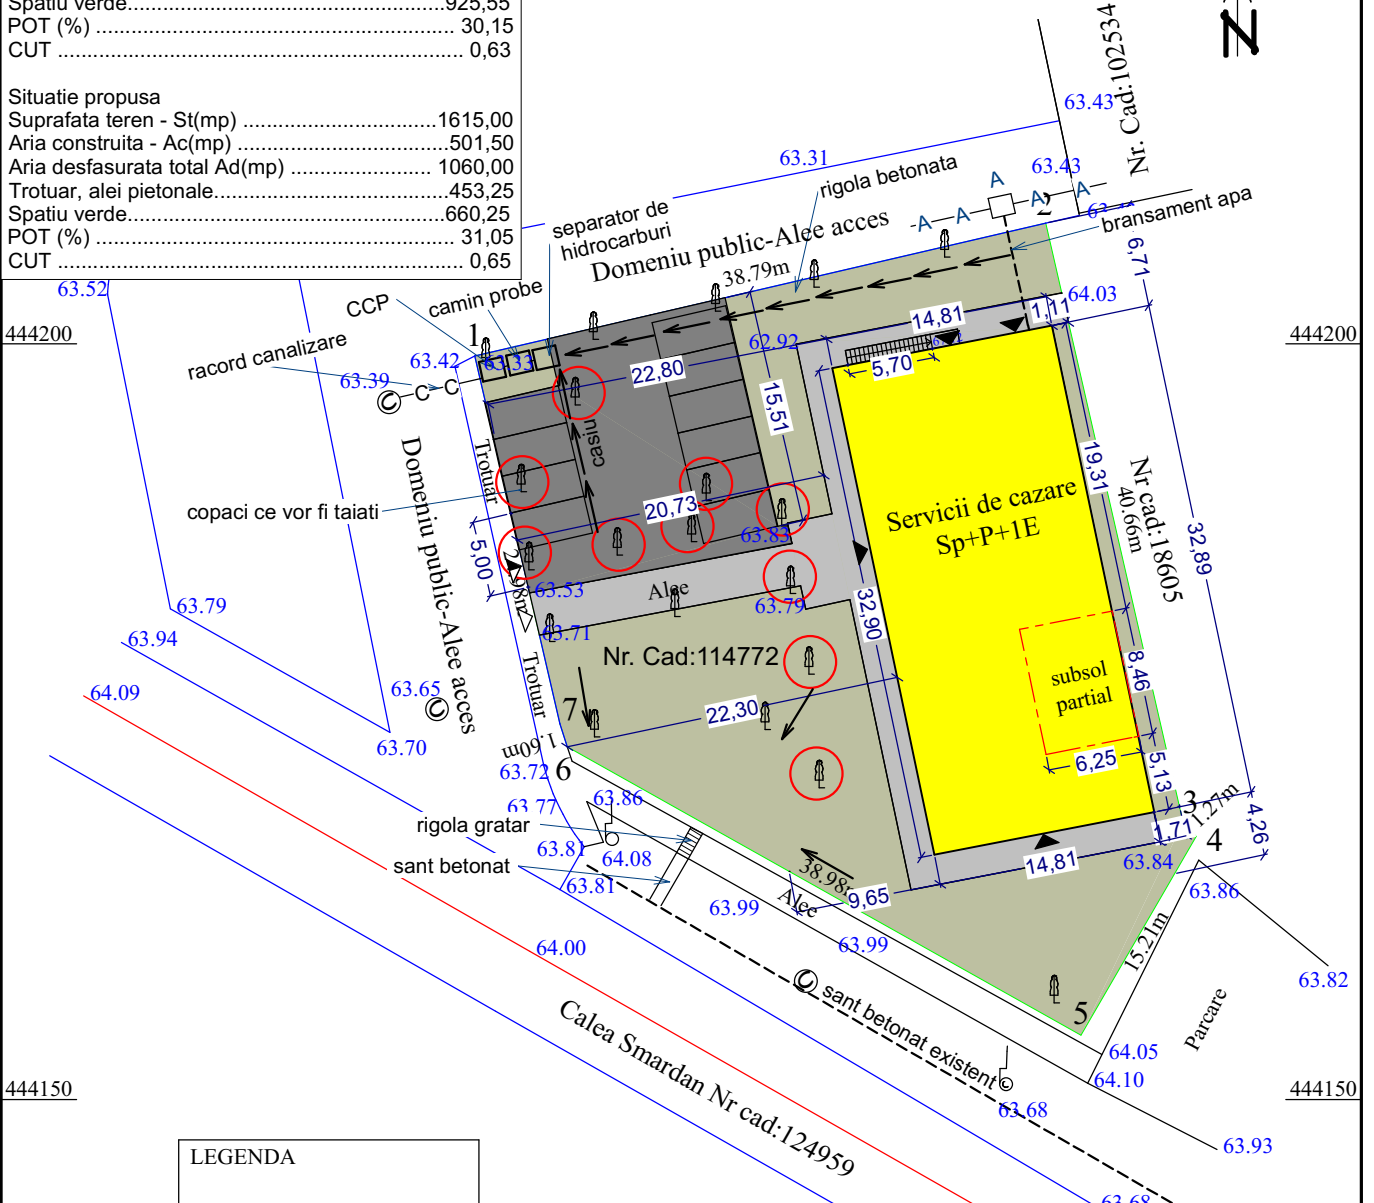 Spatiu verde............................................925,55
POT (%) .................................................. 30,15
CUT ........................................................ 0,63
Situatie propusa
Suprafata teren - St(mp) ...........................1615,00
Aria construita - Ac(mp) ..............................501,50
Aria desfasurata total Ad(mp) .................... 1060,00
Trotuar, alei pietonale.................................453,25
Spatiu verde............................................660,25
POT (%) .................................................. 31,05
CUT ........................................................ 0,65
N
Nr. Cad:102534
63.43
63.31
63.43
rigola betonata
A
A
A
-A
A
2
bransament apa
separator de
hidrocarburi
Domeniu public-Alee acces
38.79m
6,71
63.52
CCP
camin probe
64.03
1,11
14,81
444200
444200
1
racord canalizare
63.42
63.33
62.92
63.39
C
C
22,80
5,70
15,51
casiu
Trotuar
19,31
Nr cad:18605
40.66m
32,89
copaci ce vor fi taiati
Domeniu public-Alee acces
20,73
63.83
Servicii de cazare
Sp+P+1E
5,00
63.53
Alee
63.79
63.79
63.94
63.71
32,90
Nr. Cad:114772
subsol
partial
8,46
64.09
63.65
Trotuar
7
22,30
63.70
1.60m
63.72
6
6,25
5,13
63.77
63.86
3
1.27m
4
4,26
rigola gratar
1,71
63.81
64.08
sant betonat
63.81
38.98m
14,81
63.84
9,65
Alee
63.86
63.99
63.99
15.21m
64.00
63.82
sant betonat existent
5
Parcare
Calea Smardan Nr cad:124959
64.05
64.10
444150
444150
63.68
63.93
LEGENDA
63.68